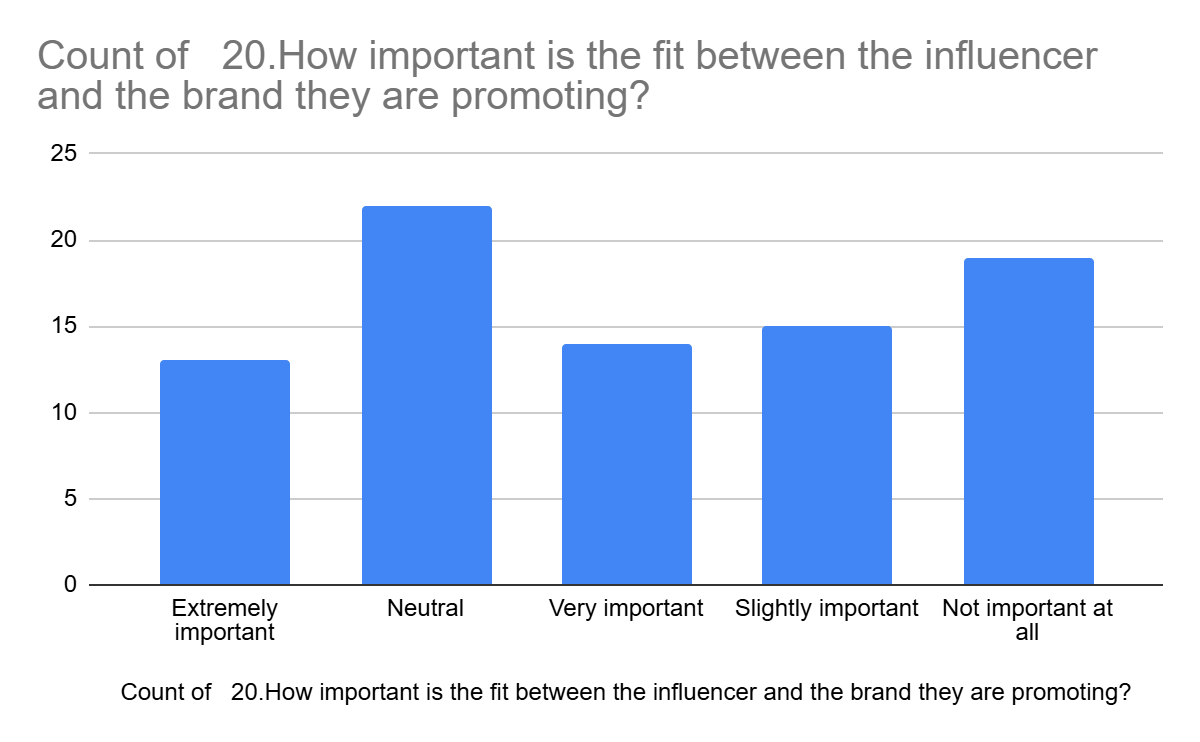 Count of   20.How important is the fit between the influencer
and the brand they are promoting?
25
20
15
10
5
0
Extremely
important
Neutral
Very important
Slightly important
Not important at
all
Count of   20.How important is the fit between the influencer and the brand they are promoting?